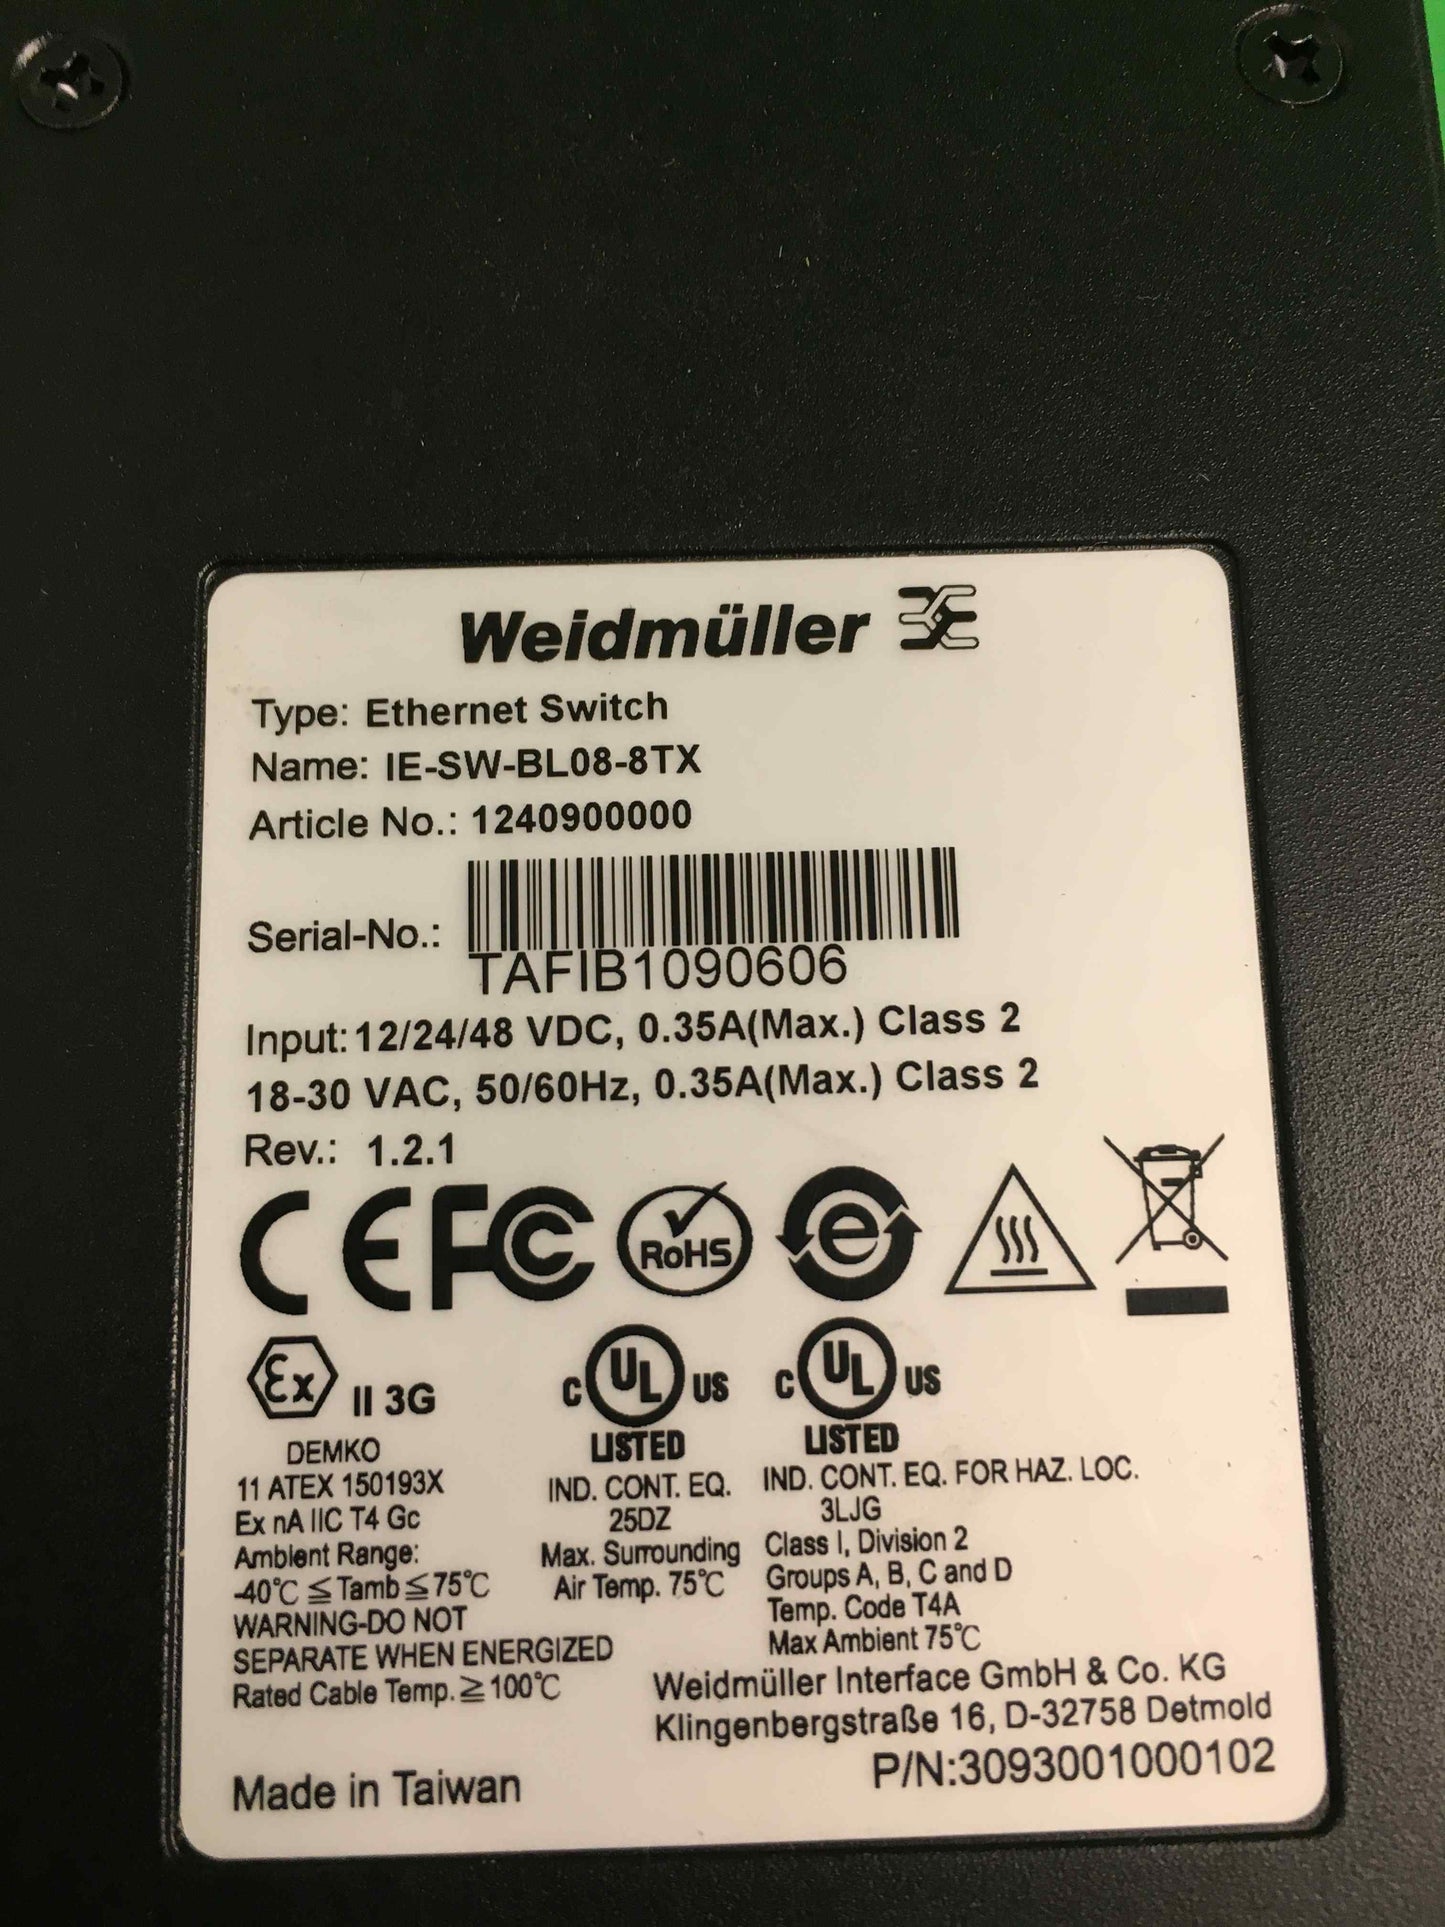 Weidmüller
Type: Ethernet Switch
Name: IE-SW-BL08-8TX
Article No.: 1240900000
Serial-No.:
TAFIB1090606
Input: 12/24/48 VDC, 0.35A(Max.) Class 2
18-30 VAC, 50/60Hz, 0.35A(Max.) Class 2
Rev.: 1.2.1
CE FC RoHS e
Ex II 3G
DEMKO
11 ATEX 150193X
Ex nA IIC T4 Gc
Ambient Range:
-40℃ ≦Tamb≦75℃
WARNING-DO NOT
SEPARATE WHEN ENERGIZED
Rated Cable Temp.≧100℃
C UL US
LISTED
IND. CONT. EQ.
25DZ
Max. Surrounding
Air Temp. 75℃
C UL US
LISTED
IND. CONT. EQ. FOR HAZ. LOC.
3LJG
Class I, Division 2
Groups A, B, C and D
Temp. Code T4A
Max Ambient 75℃
Weidmüller Interface GmbH & Co. KG
Klingenbergstraße 16, D-32758 Detmold
P/N:3093001000102
Made in Taiwan